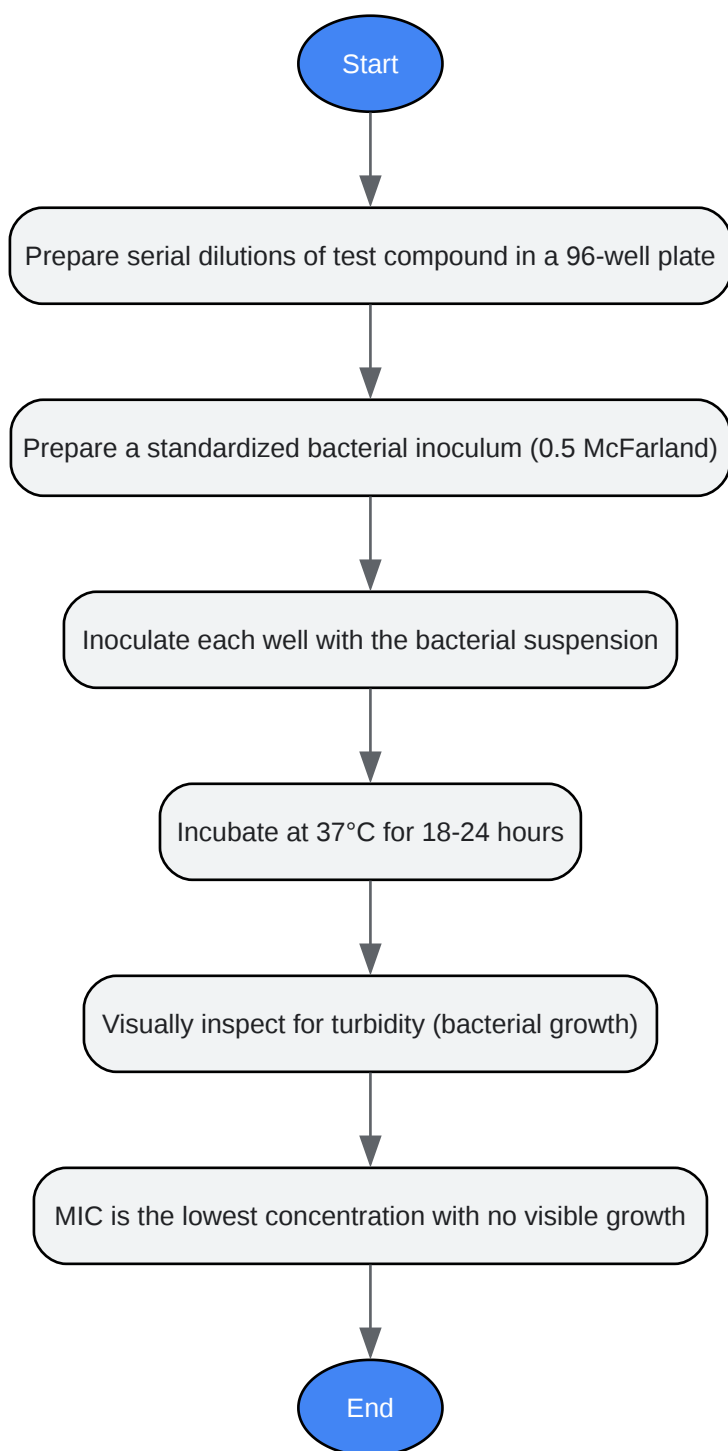 Start
Prepare serial dilutions of test compound in a 96-well plate
Prepare a standardized bacterial inoculum (0.5 McFarland)
Inoculate each well with the bacterial suspension
Incubate at 37°C for 18-24 hours
Visually inspect for turbidity (bacterial growth)
MIC is the lowest concentration with no visible growth
End